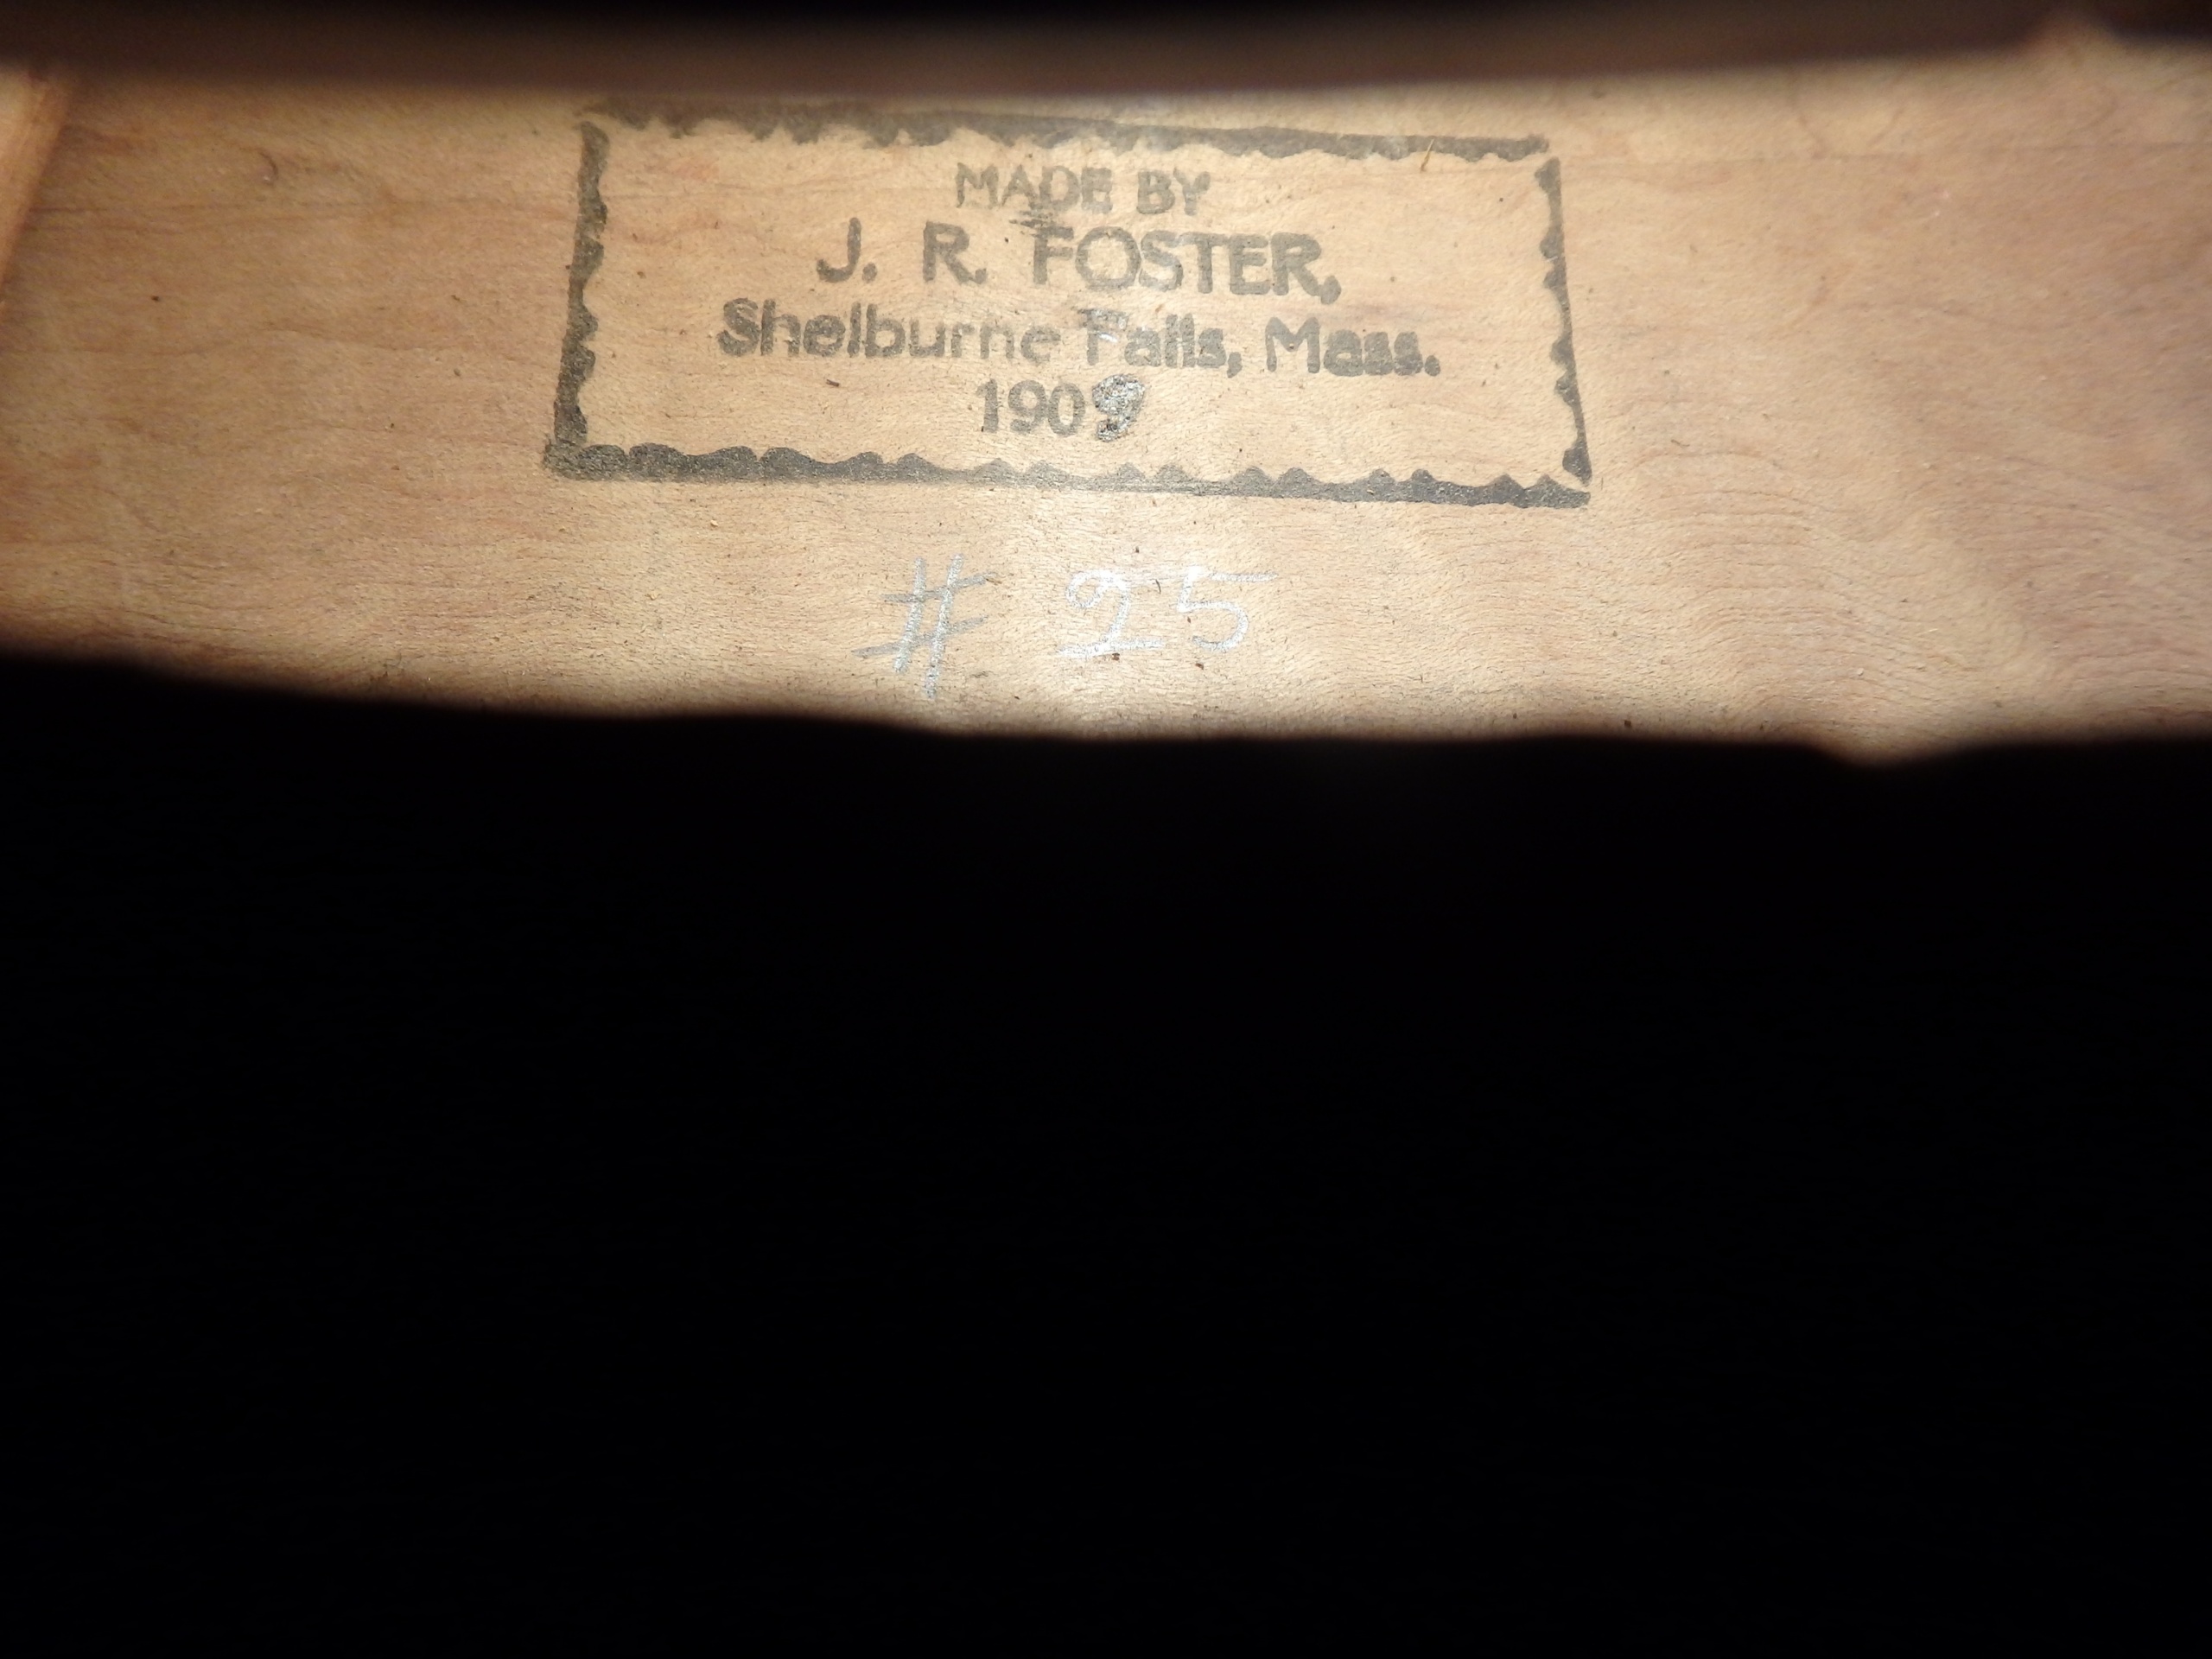 MADE BY
J. R. FOSTER,
Shelburne Falls, Mass.
1909
# 25